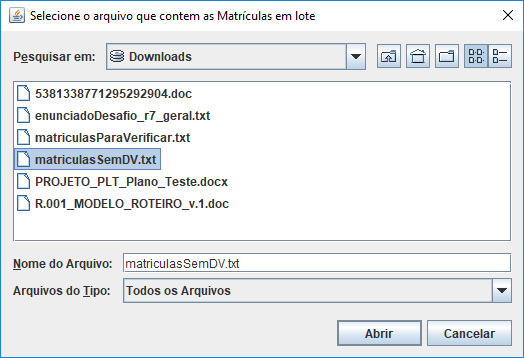 Selecione o arquivo que contem as Matrículas em lote
Pesquisar em: Downloads
5381338771295292904.doc
enunciadoDesafio_r7_geral.txt
matriculasParaVerificar.txt
matriculasSemDV.txt
PROJETO_PLT_Plano_Teste.docx
R.001_MODELO_ROTEIRO_v.1.doc
Nome do Arquivo: matriculasSemDV.txt
Arquivos do Tipo: Todos os Arquivos
Abrir Cancelar